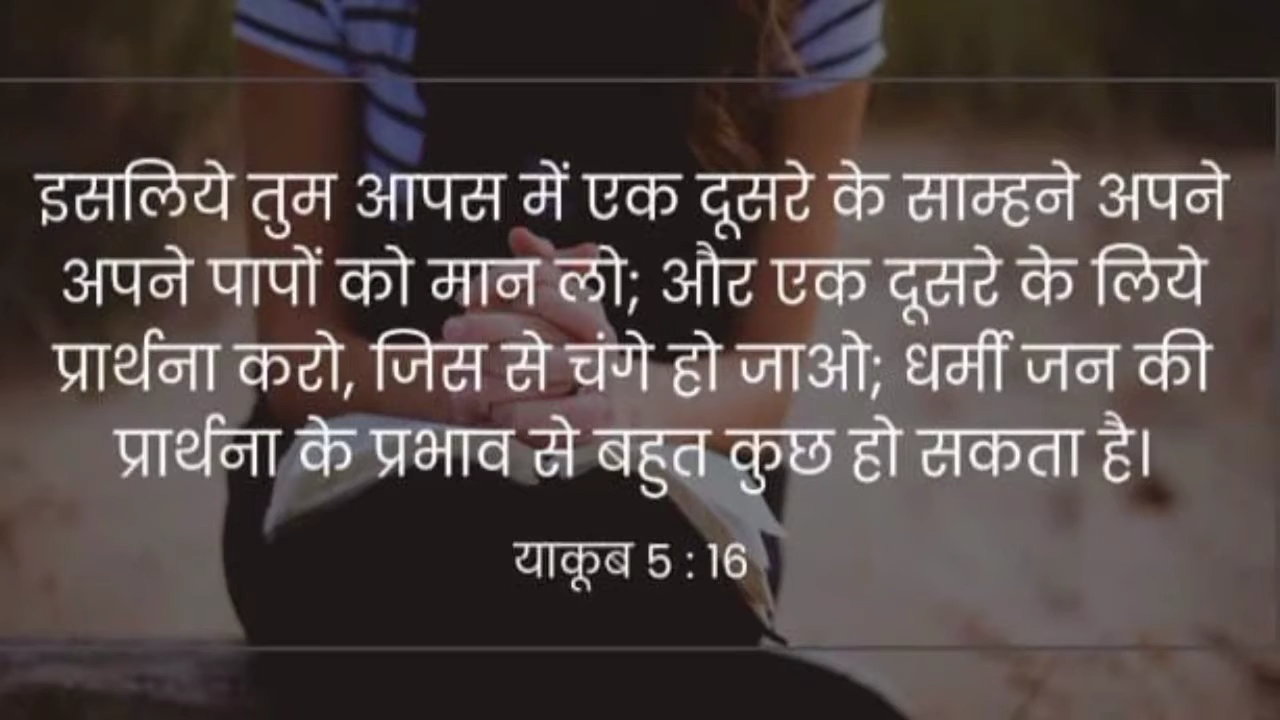 इसलिये तुम आपस में एक दूसरे के साम्हने अपने
अपने पापों को मान लो; और एक दूसरे के लिये
प्रार्थना करो, जिस से चंगे हो जाओ; धर्मी जन की
प्रार्थना के प्रभाव से बहुत कुछ हो सकता है।
याकूब 5 : 16